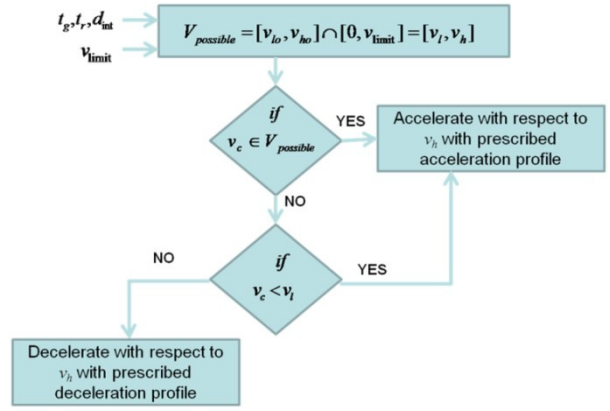 t_g,t_r,d_int
v_limit
V_possible=[v_lo,v_ho]∩[0,v_limit]=[v_l,v_h]
if
v_c ∈ V_possible
YES
Accelerate with respect to
v_h with prescribed
acceleration profile
NO
if
v_c<v_l
NO
YES
Decelerate with respect to
v_h with prescribed
deceleration profile